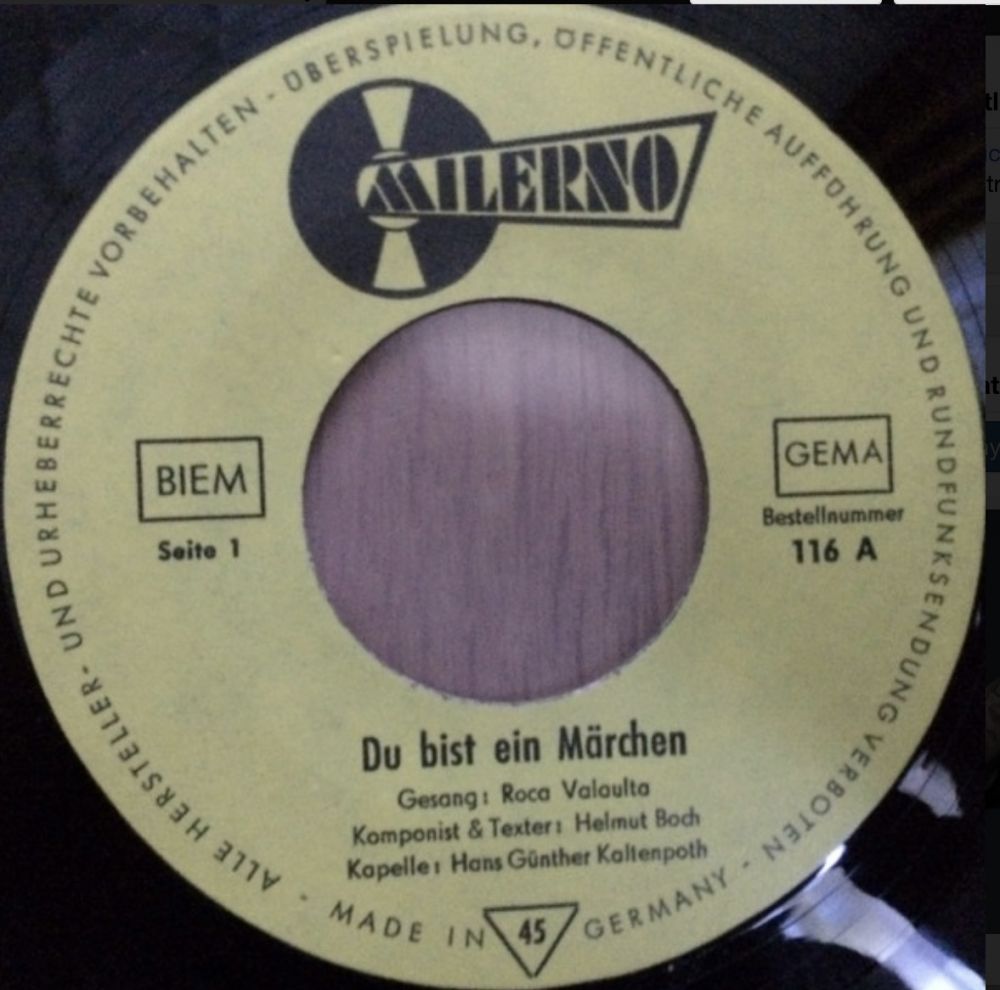 ALLE HERSTELLER- UND URHEBERRECHTE VORBEHALTEN - ÜBERSPIELUNG, ÖFFENTLICHE AUFFÜHRUNG UND RUNDFUNKSENDUNG VERBOTEN -
MILERNO
BIEM
Seite 1
GEMA
Bestellnummer
116 A
Du bist ein Märchen
Gesang: Roca Valaulta
Komponist & Texter: Helmut Boch
Kapelle: Hans Günther Kaltenpoth
- MADE IN 45 GERMANY